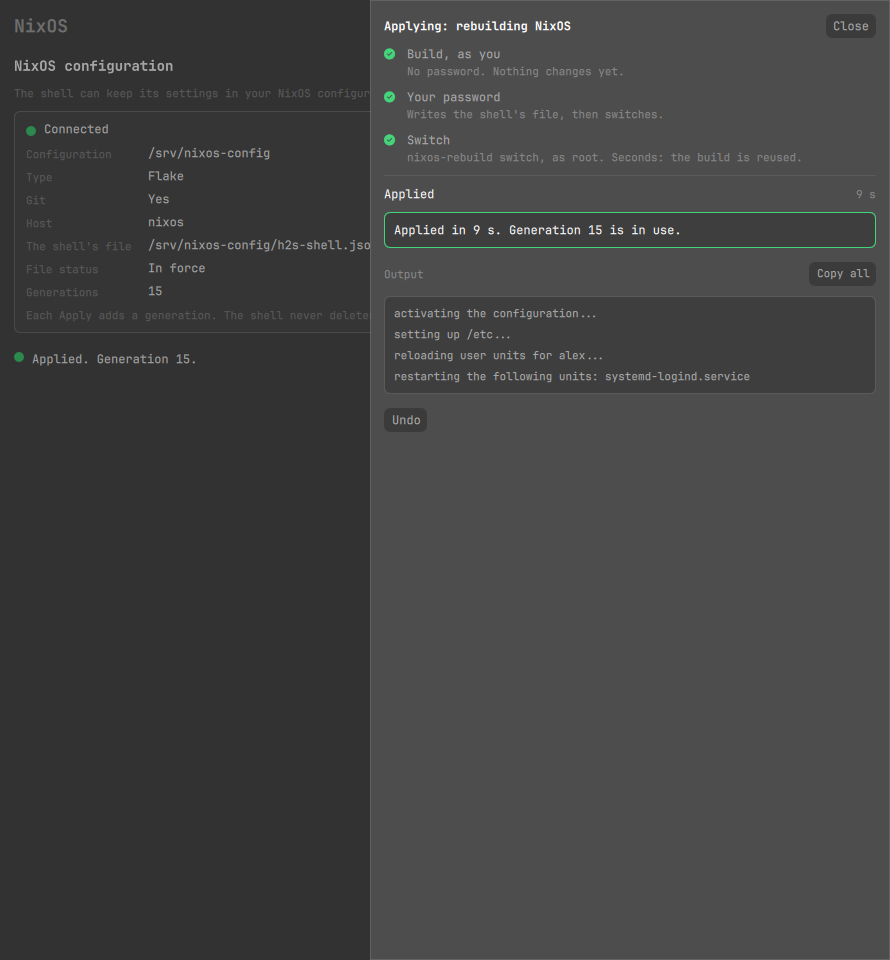 NixOS
NixOS configuration
The shell can keep its settings in your NixOS configur
Connected
Configuration /srv/nixos-config
Type Flake
Git Yes
Host nixos
The shell's file /srv/nixos-config/h2s-shell.jso
File status In force
Generations 15
Each Apply adds a generation. The shell never delete
Applied. Generation 15.
Applying: rebuilding NixOS
Close
Build, as you
No password. Nothing changes yet.
Your password
Writes the shell's file, then switches.
Switch
nixos-rebuild switch, as root. Seconds: the build is reused.
Applied 9 s
Applied in 9 s. Generation 15 is in use.
Output
Copy all
activating the configuration...
setting up /etc...
reloading user units for alex...
restarting the following units: systemd-logind.service
Undo